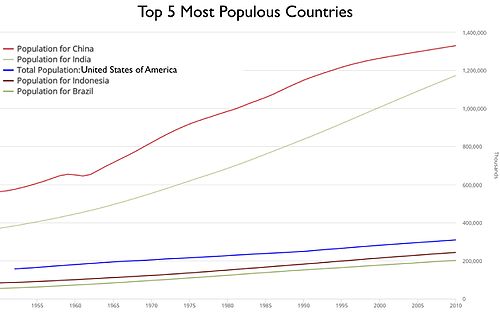 Top 5 Most Populous Countries
Population for China
Population for India
Total Population:United States of America
Population for Indonesia
Population for Brazil
1,400,000
1,200,000
1,000,000
800,000
600,000
400,000
200,000
0
Thousands
1955
1960
1965
1970
1975
1980
1985
1990
1995
2000
2005
2010